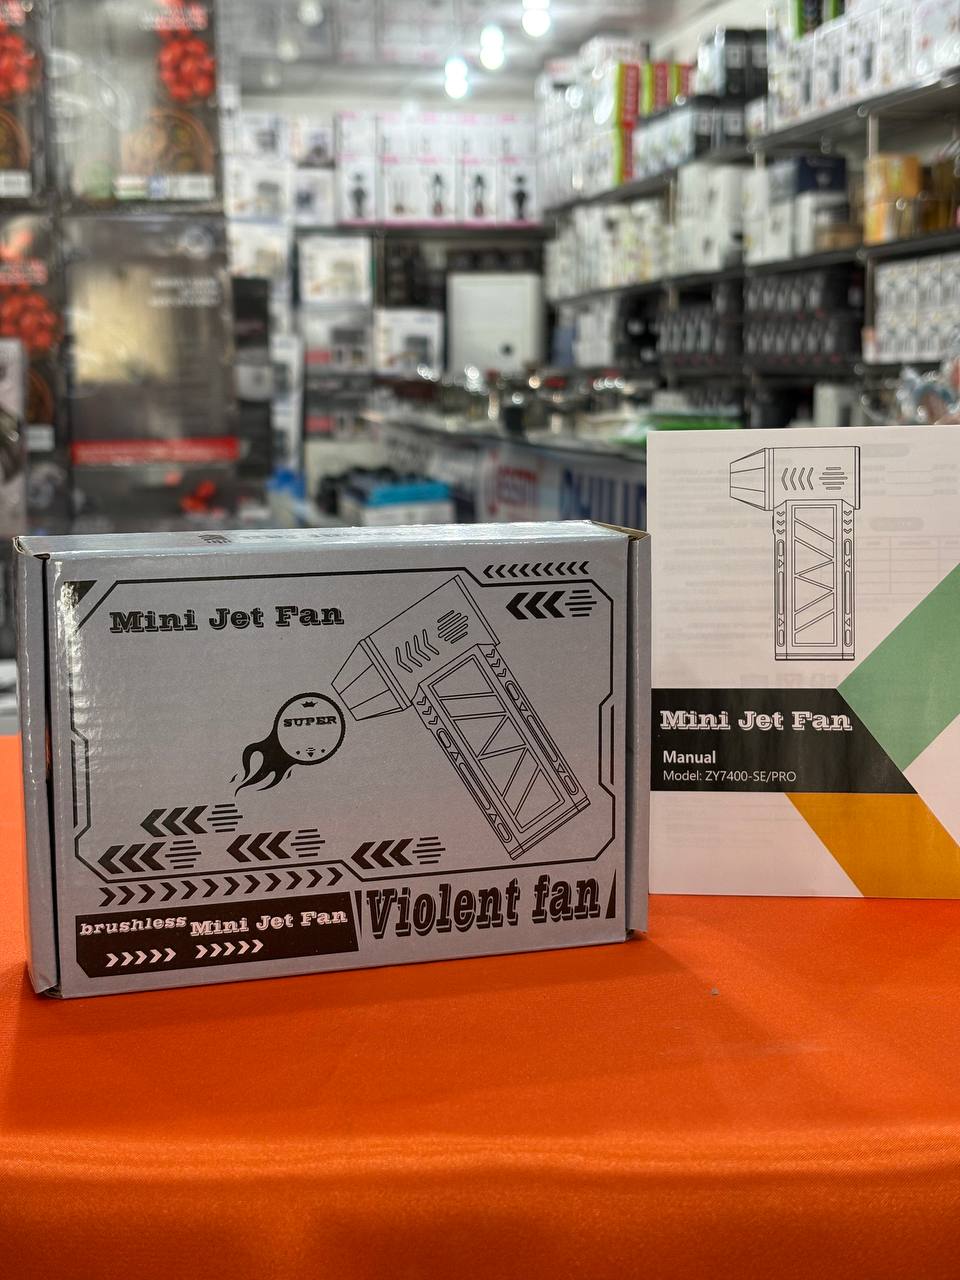 Mini Jet Fan
SUPER
brushless Mini Jet Fan
Violent fan
Mini Jet Fan
Manual
Model: ZY7400-SE/PRO